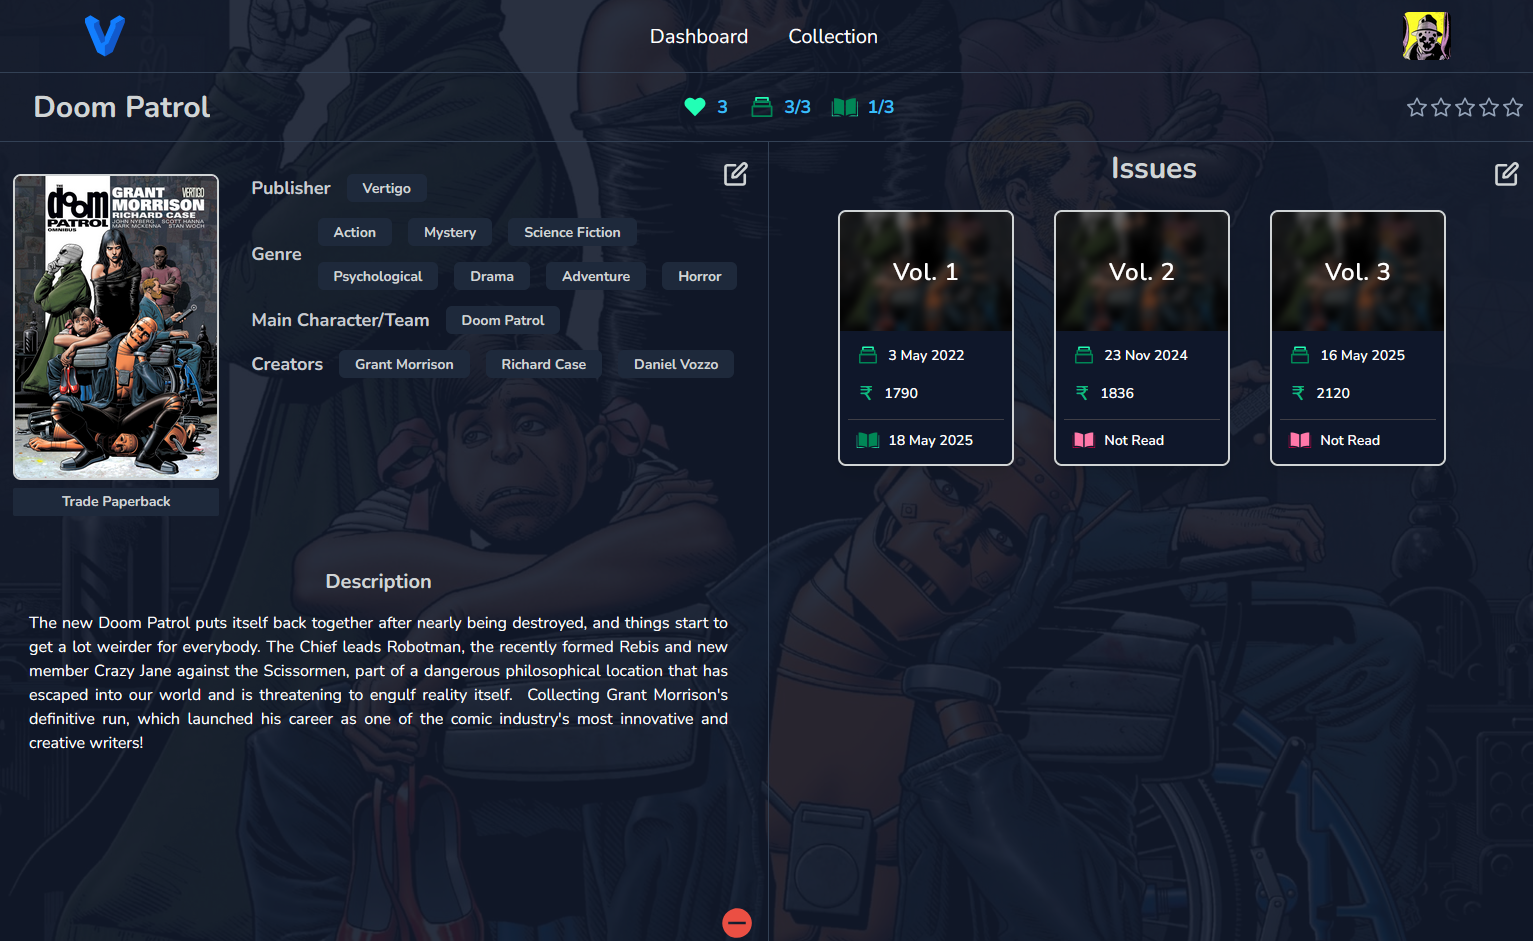 Dashboard Collection
Doom Patrol
3 3/3 1/3
THE
doom
PATROL
OMNIBUS
GRANT
MORRISON
RICHARD CASE
JOHN NYBERG SCOTT HANNA
MARK MCKENNA STAN WOCH
VERTIGO
Trade Paperback
Publisher Vertigo
Genre
Action Mystery Science Fiction
Psychological Drama Adventure Horror
Main Character/Team Doom Patrol
Creators Grant Morrison Richard Case Daniel Vozzo
Description
The new Doom Patrol puts itself back together after nearly being destroyed, and things start to
get a lot weirder for everybody. The Chief leads Robotman, the recently formed Rebis and new
member Crazy Jane against the Scissormen, part of a dangerous philosophical location that has
escaped into our world and is threatening to engulf reality itself. Collecting Grant Morrison's
definitive run, which launched his career as one of the comic industry's most innovative and
creative writers!
Issues
Vol. 1
3 May 2022
₹ 1790
18 May 2025
Vol. 2
23 Nov 2024
₹ 1836
Not Read
Vol. 3
16 May 2025
₹ 2120
Not Read